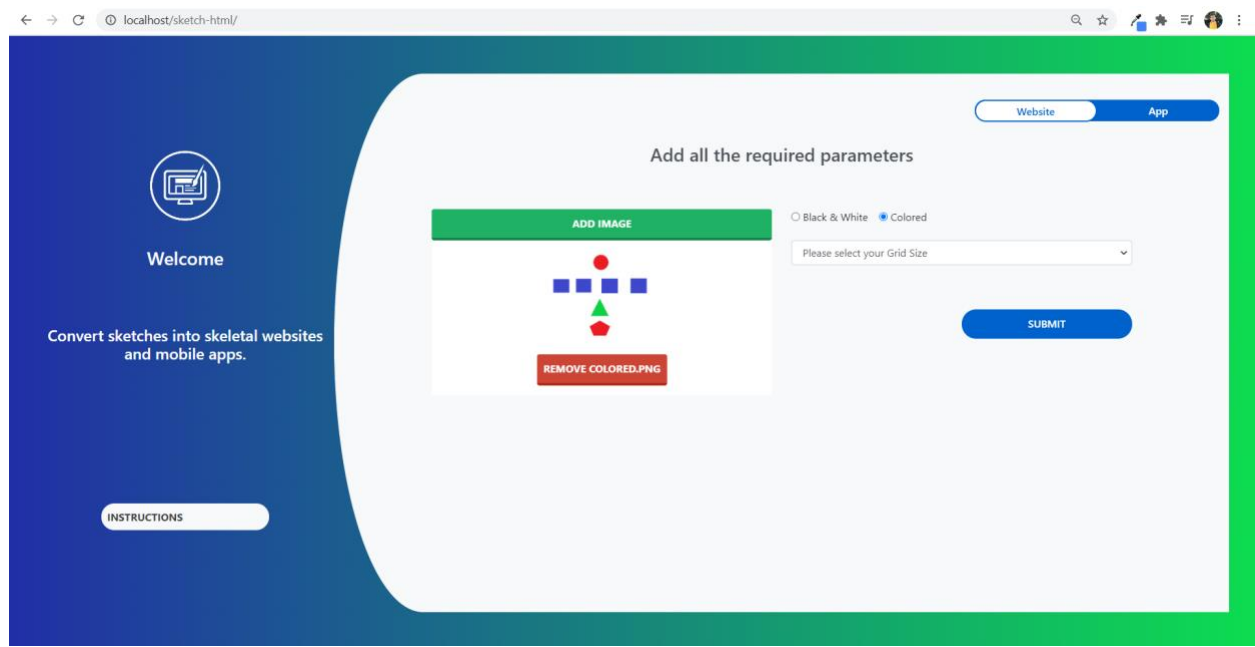 localhost/sketch-html/
Website
App
Add all the required parameters
ADD IMAGE
Black & White
Colored
Please select your Grid Size
SUBMIT
REMOVE COLORED.PNG
Welcome
Convert sketches into skeletal websites
and mobile apps.
INSTRUCTIONS